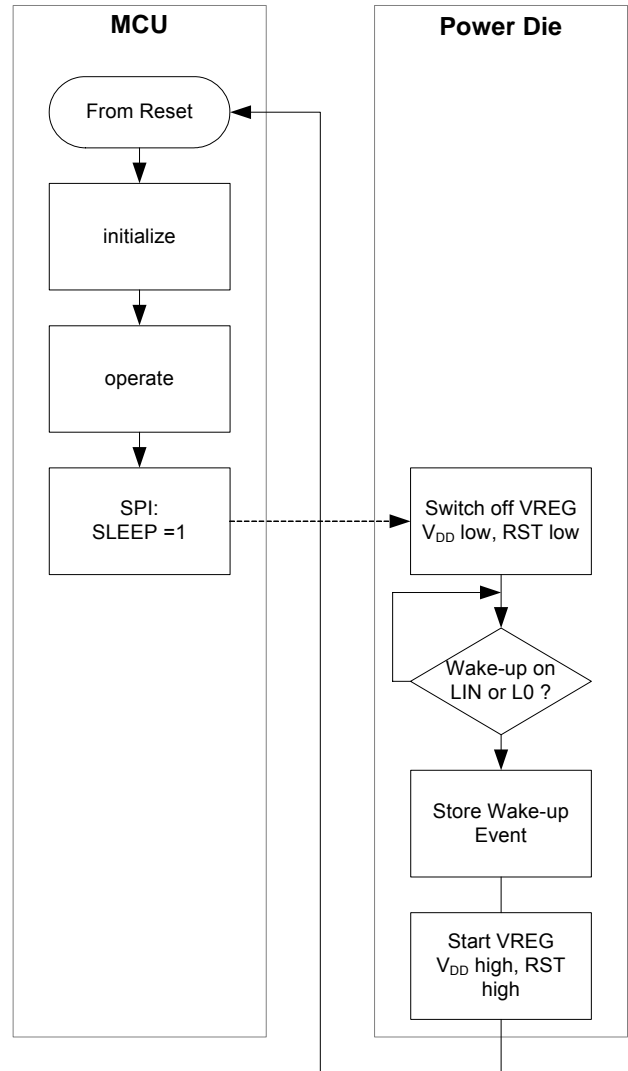 MCU
From Reset
initialize
operate
SPI:
SLEEP =1
Power Die
Switch off VREG
VDD low, RST low
Wake-up on
LIN or L0 ?
Store Wake-up
Event
Start VREG
VDD high, RST
high